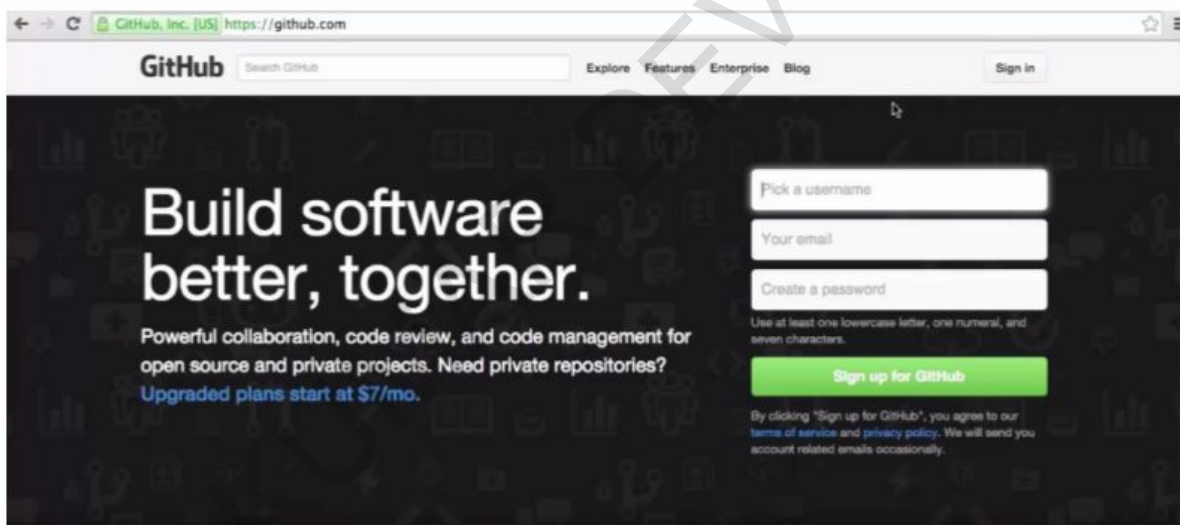 GitHub, Inc. [US] https://github.com
GitHub Search GitHub Explore Features Enterprise Blog Sign in
Build software
better, together.
Powerful collaboration, code review, and code management for
open source and private projects. Need private repositories?
Upgraded plans start at $7/mo.
Pick a username
Your email
Create a password
Use at least one lowercase letter, one numeral, and
seven characters.
Sign up for GitHub
By clicking "Sign up for GitHub", you agree to our
terms of service and privacy policy. We will send you
account related emails occasionally.